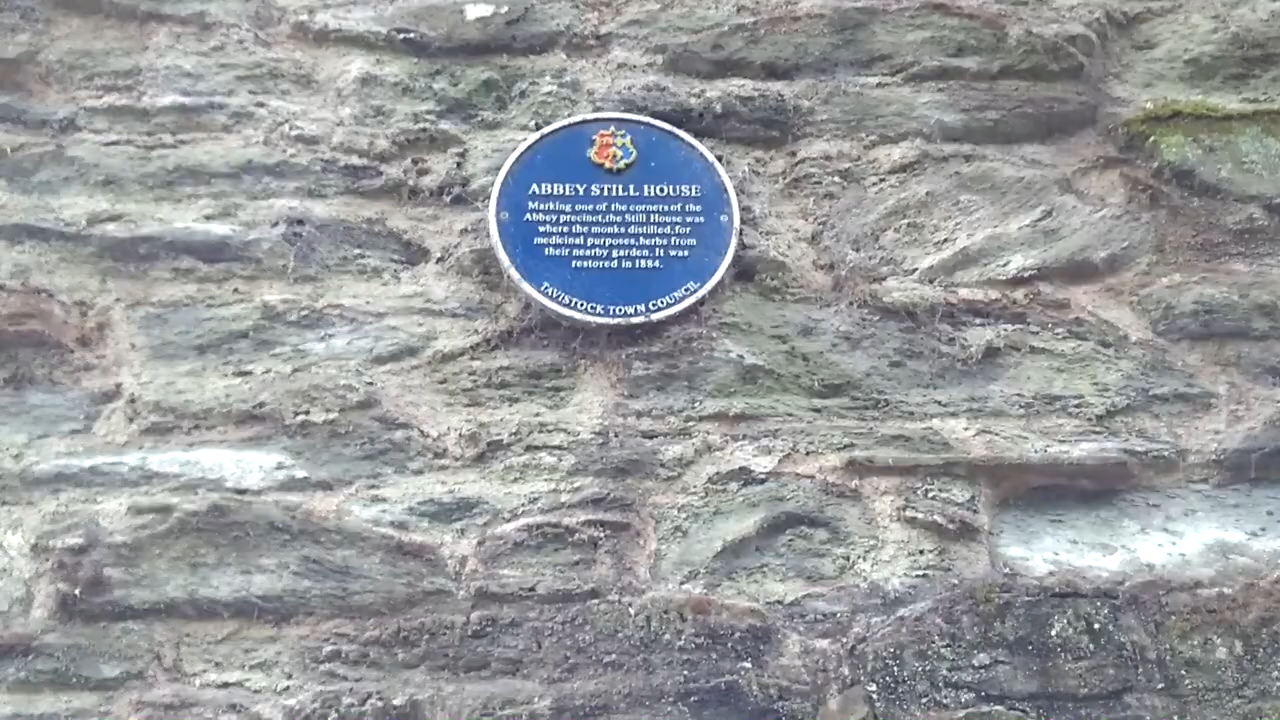 ABBEY STILL HOUSE
Marking one of the corners of the
Abbey precinct,the Still House was
where the monks distilled,for
medicinal purposes,herbs from
their nearby garden. It was
restored in 1884.
TAVISTOCK TOWN COUNCIL